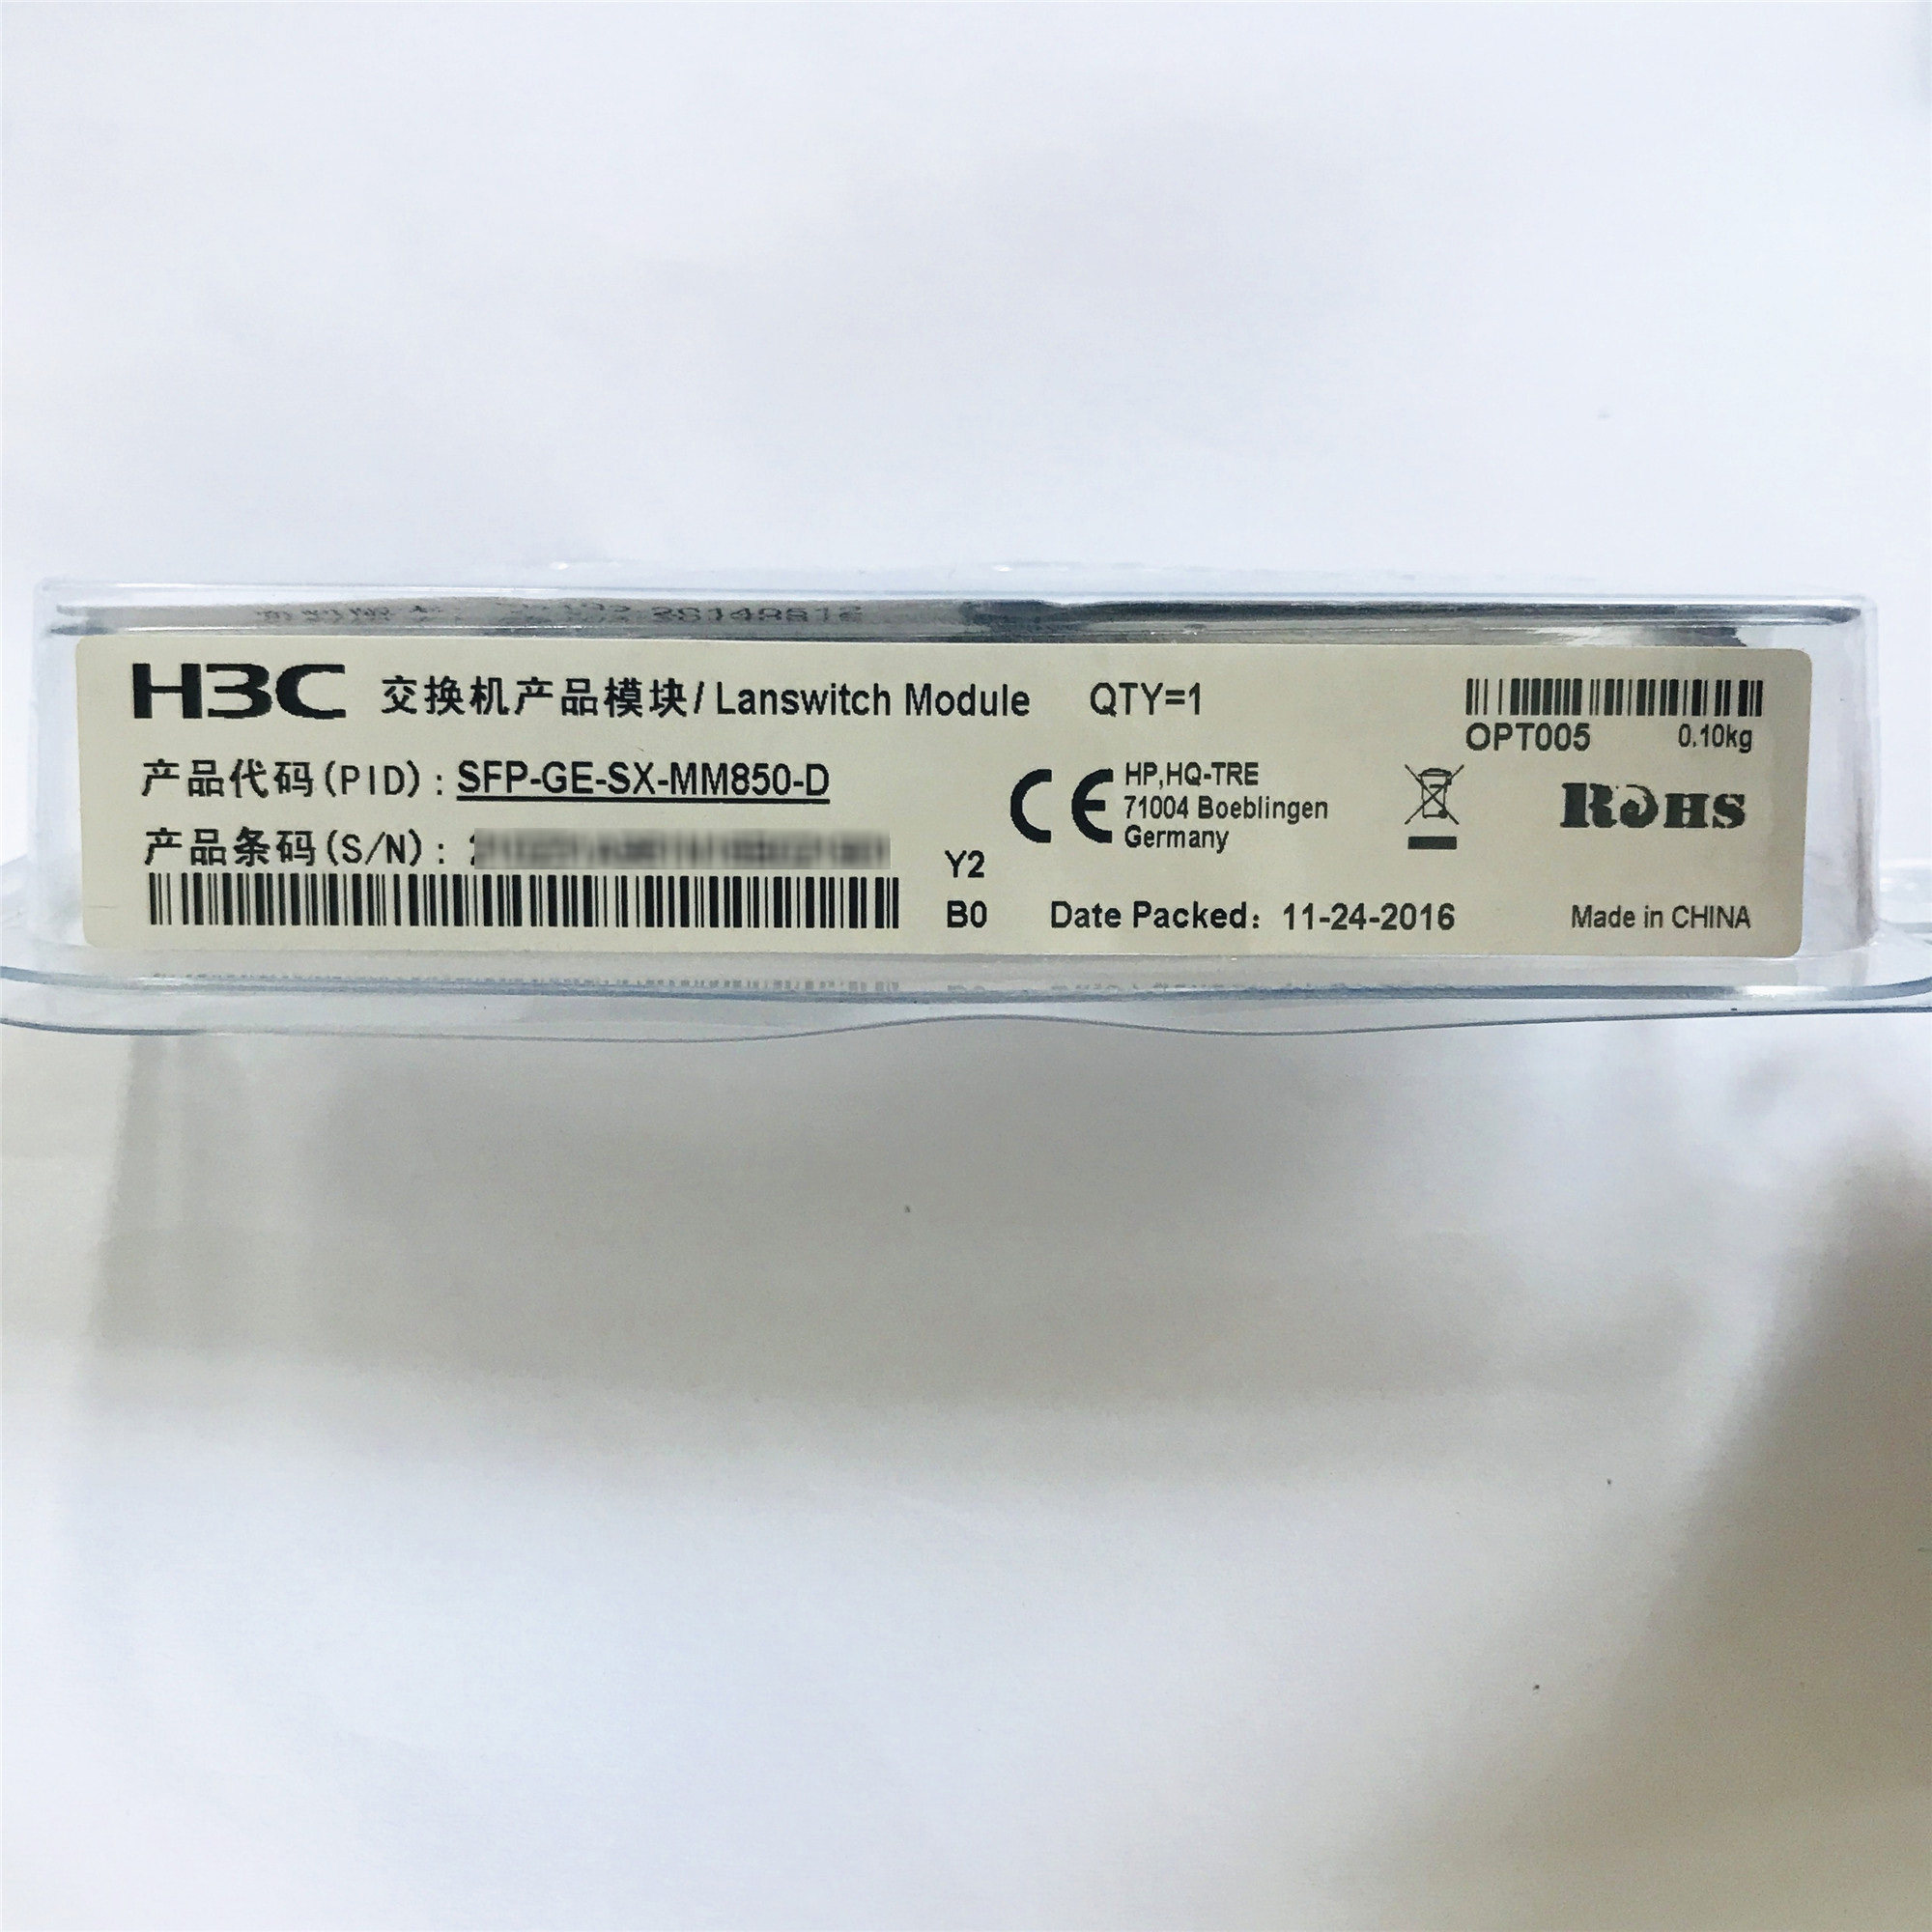 H3C 交换机产品模块/ Lanswitch Module QTY=1
OPT005 0.10kg
产品代码(PID): SFP-GE-SX-MM850-D
CE HP,HQ-TRE
71004 Boeblingen
Germany
RoHS
产品条码(S/N):
Y2
B0 Date Packed: 11-24-2016 Made in CHINA